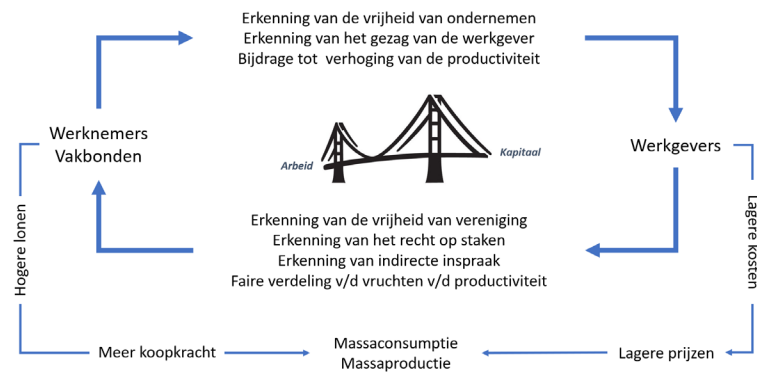 Erkenning van de vrijheid van ondernemen
Erkenning van het gezag van de werkgever
Bijdrage tot verhoging van de productiviteit
Werknemers
Vakbonden
Arbeid
Kapitaal
Werkgevers
Erkenning van de vrijheid van vereniging
Erkenning van het recht op staken
Erkenning van indirecte inspraak
Faire verdeling v/d vruchten v/d productiviteit
Hogere lonen
Lagere kosten
Meer koopkracht
Massaconsumptie
Massaproductie
Lagere prijzen